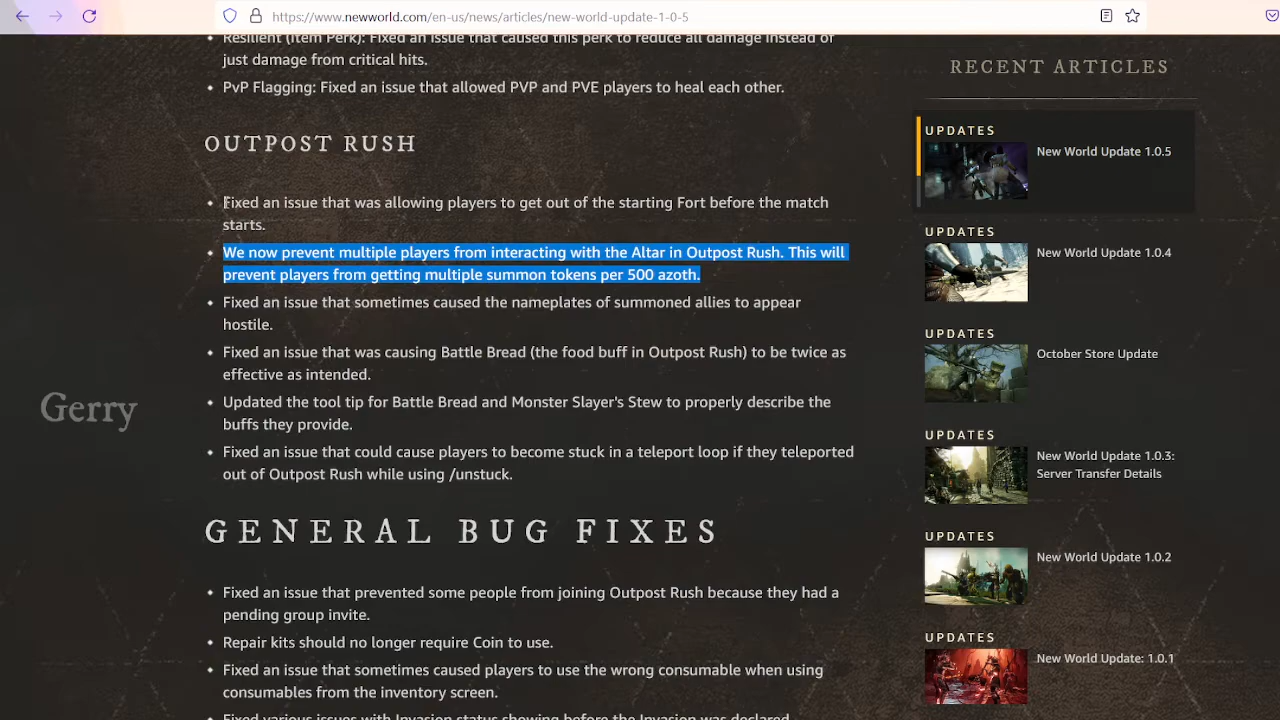 https://www.newworld.com/en-us/news/articles/new-world-update-1-0-5
Resilient (Item Perk): Fixed an issue that caused this perk to reduce all damage instead of
just damage from critical hits.
PvP Flagging: Fixed an issue that allowed PVP and PVE players to heal each other.
OUTPOST RUSH
Fixed an issue that was allowing players to get out of the starting Fort before the match
starts.
We now prevent multiple players from interacting with the Altar in Outpost Rush. This will
prevent players from getting multiple summon tokens per 500 azoth.
Fixed an issue that sometimes caused the nameplates of summoned allies to appear
hostile.
Fixed an issue that was causing Battle Bread (the food buff in Outpost Rush) to be twice as
effective as intended.
Updated the tool tip for Battle Bread and Monster Slayer's Stew to properly describe the
buffs they provide.
Fixed an issue that could cause players to become stuck in a teleport loop if they teleported
out of Outpost Rush while using /unstuck.
GENERAL BUG FIXES
Fixed an issue that prevented some people from joining Outpost Rush because they had a
pending group invite.
Repair kits should no longer require Coin to use.
Fixed an issue that sometimes caused players to use the wrong consumable when using
consumables from the inventory screen.
Fixed various issues with Invasion status showing before the Invasion was declared
Gerry
RECENT ARTICLES
UPDATES
New World Update 1.0.5
UPDATES
New World Update 1.0.4
UPDATES
October Store Update
UPDATES
New World Update 1.0.3:
Server Transfer Details
UPDATES
New World Update 1.0.2
UPDATES
New World Update: 1.0.1